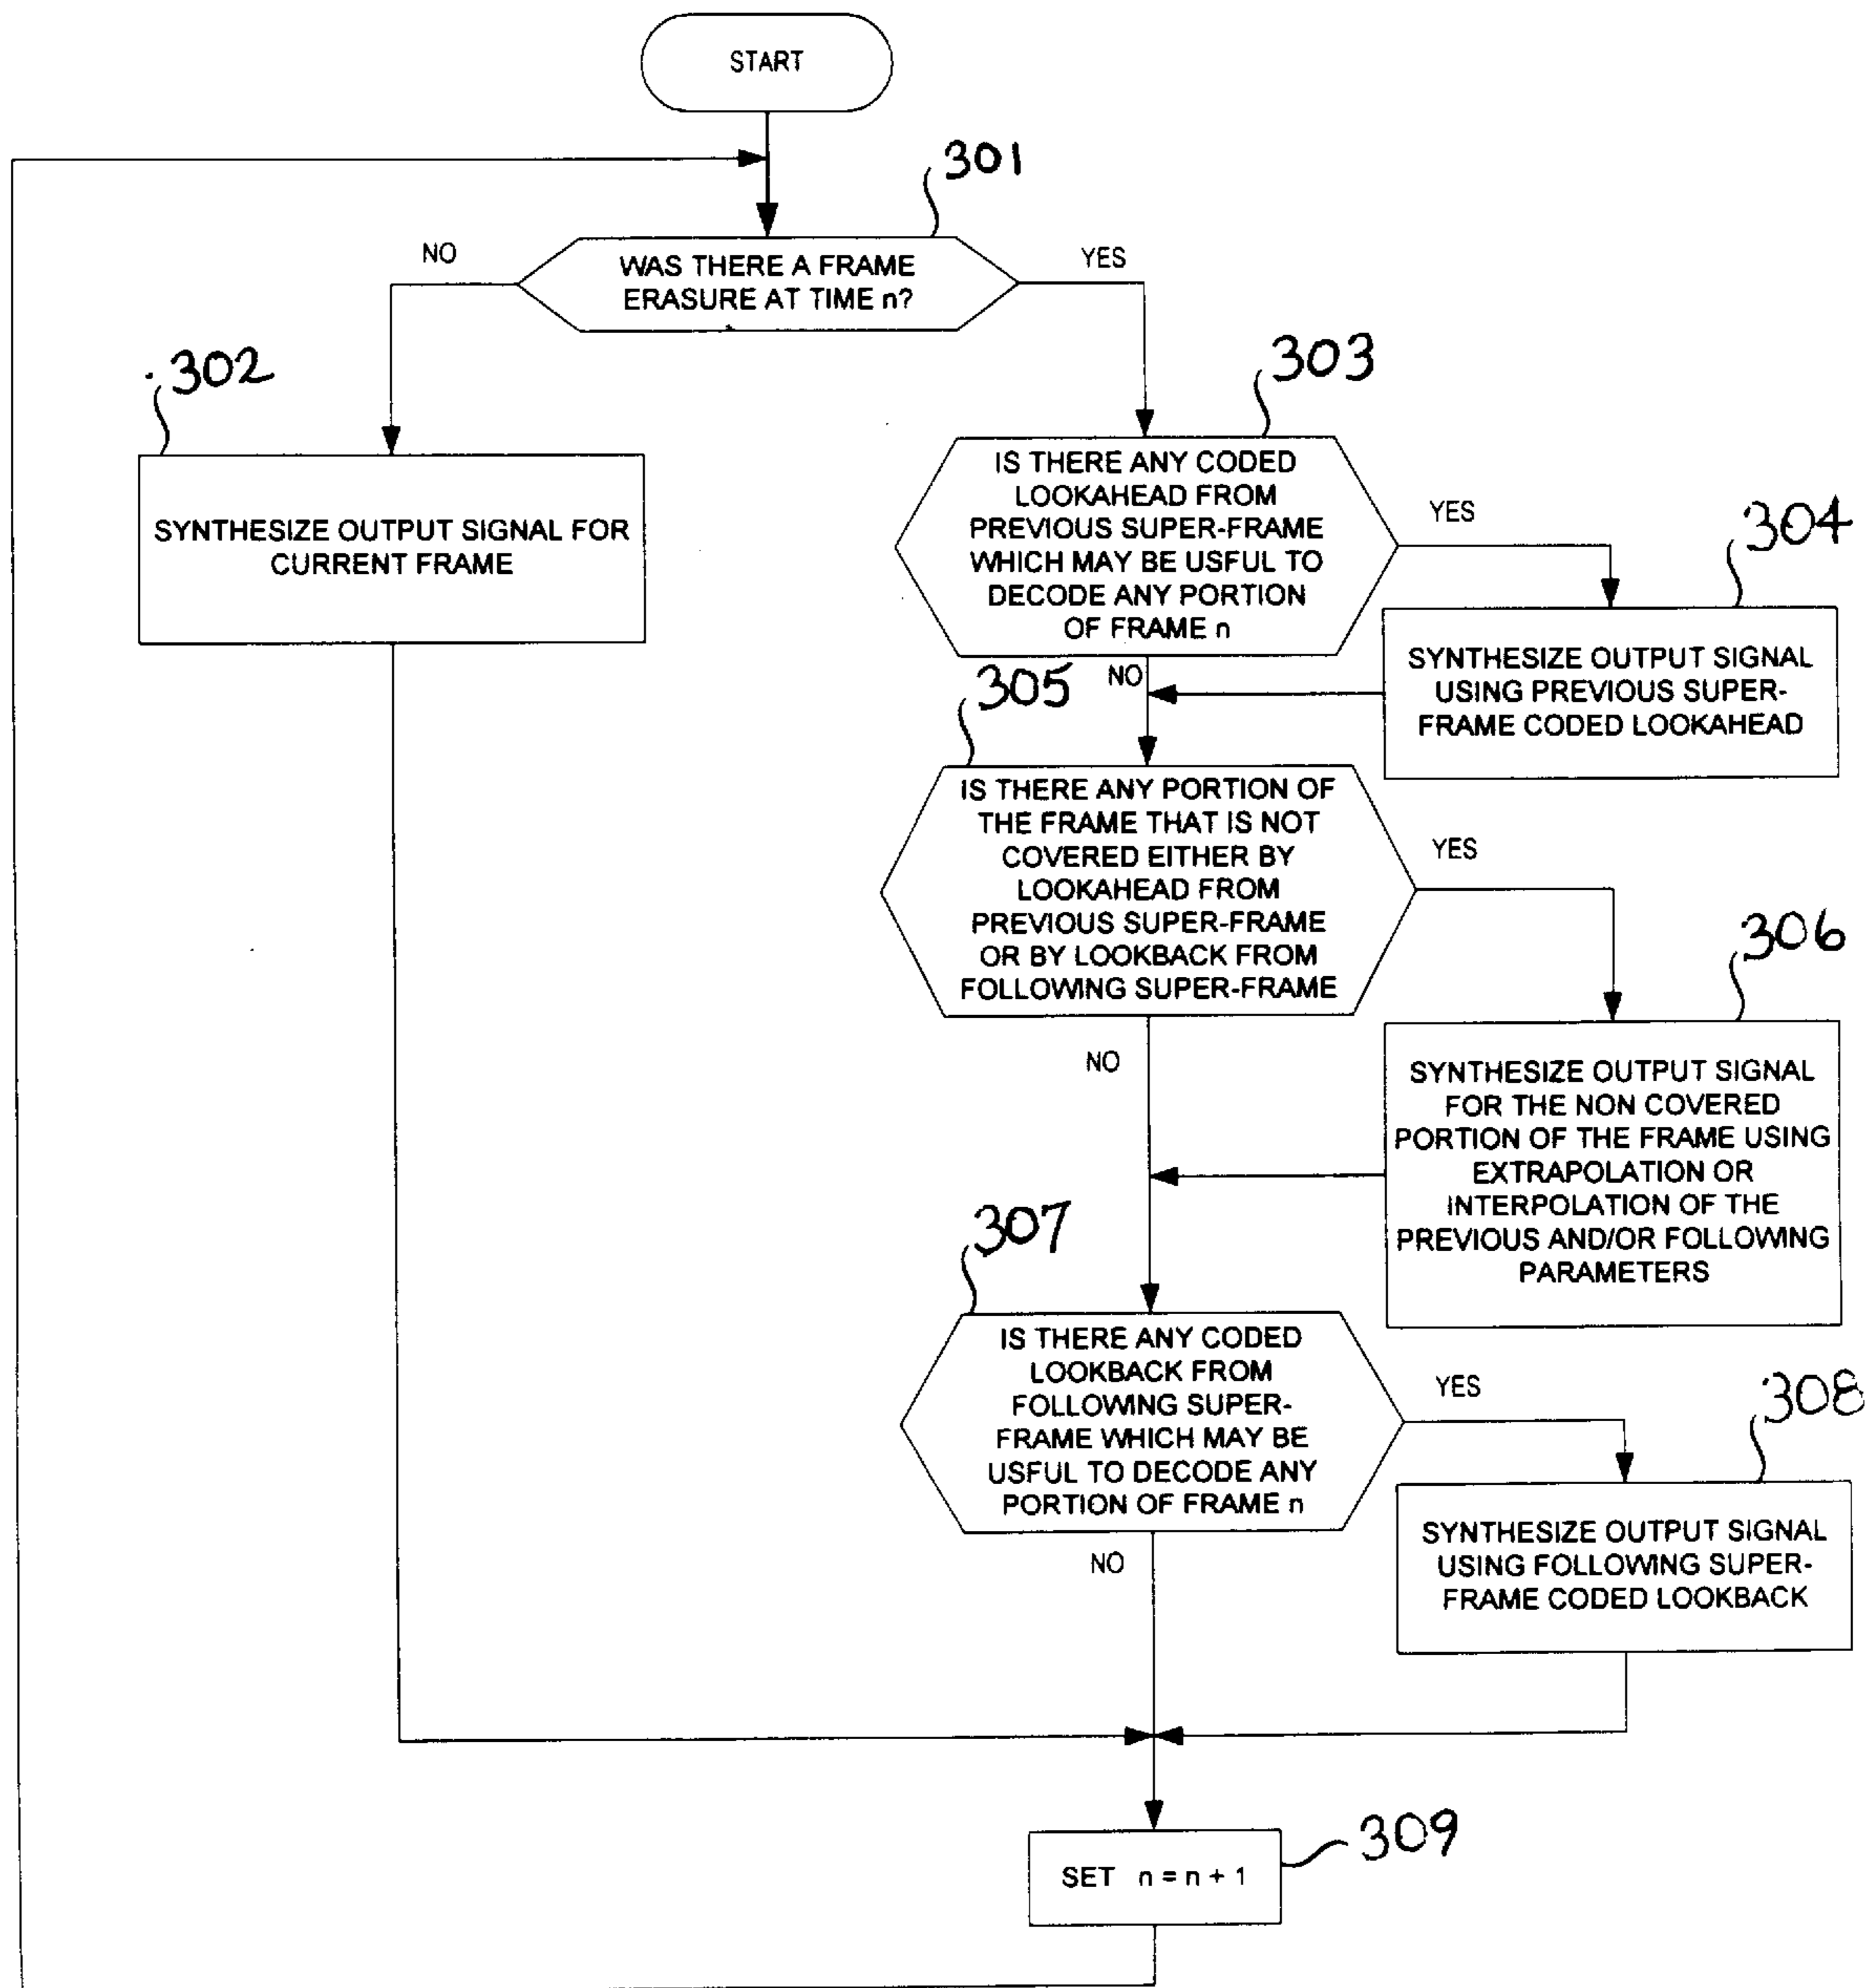 START
301
NO
YES
WAS THERE A FRAME
ERASURE AT TIME n?
302
303
SYNTHESIZE OUTPUT SIGNAL FOR
CURRENT FRAME
IS THERE ANY CODED
LOOKAHEAD FROM
PREVIOUS SUPER-FRAME
WHICH MAY BE USFUL TO
DECODE ANY PORTION
OF FRAME n
YES
NO
304
SYNTHESIZE OUTPUT SIGNAL
USING PREVIOUS SUPER-
FRAME CODED LOOKAHEAD
305
IS THERE ANY PORTION OF
THE FRAME THAT IS NOT
COVERED EITHER BY
LOOKAHEAD FROM
PREVIOUS SUPER-FRAME
OR BY LOOKBACK FROM
FOLLOWING SUPER-FRAME
YES
NO
306
SYNTHESIZE OUTPUT SIGNAL
FOR THE NON COVERED
PORTION OF THE FRAME USING
EXTRAPOLATION OR
INTERPOLATION OF THE
PREVIOUS AND/OR FOLLOWING
PARAMETERS
307
IS THERE ANY CODED
LOOKBACK FROM
FOLLOWING SUPER-
FRAME WHICH MAY BE
USFUL TO DECODE ANY
PORTION OF FRAME n
YES
NO
308
SYNTHESIZE OUTPUT SIGNAL
USING FOLLOWING SUPER-
FRAME CODED LOOKBACK
309
SET n = n + 1